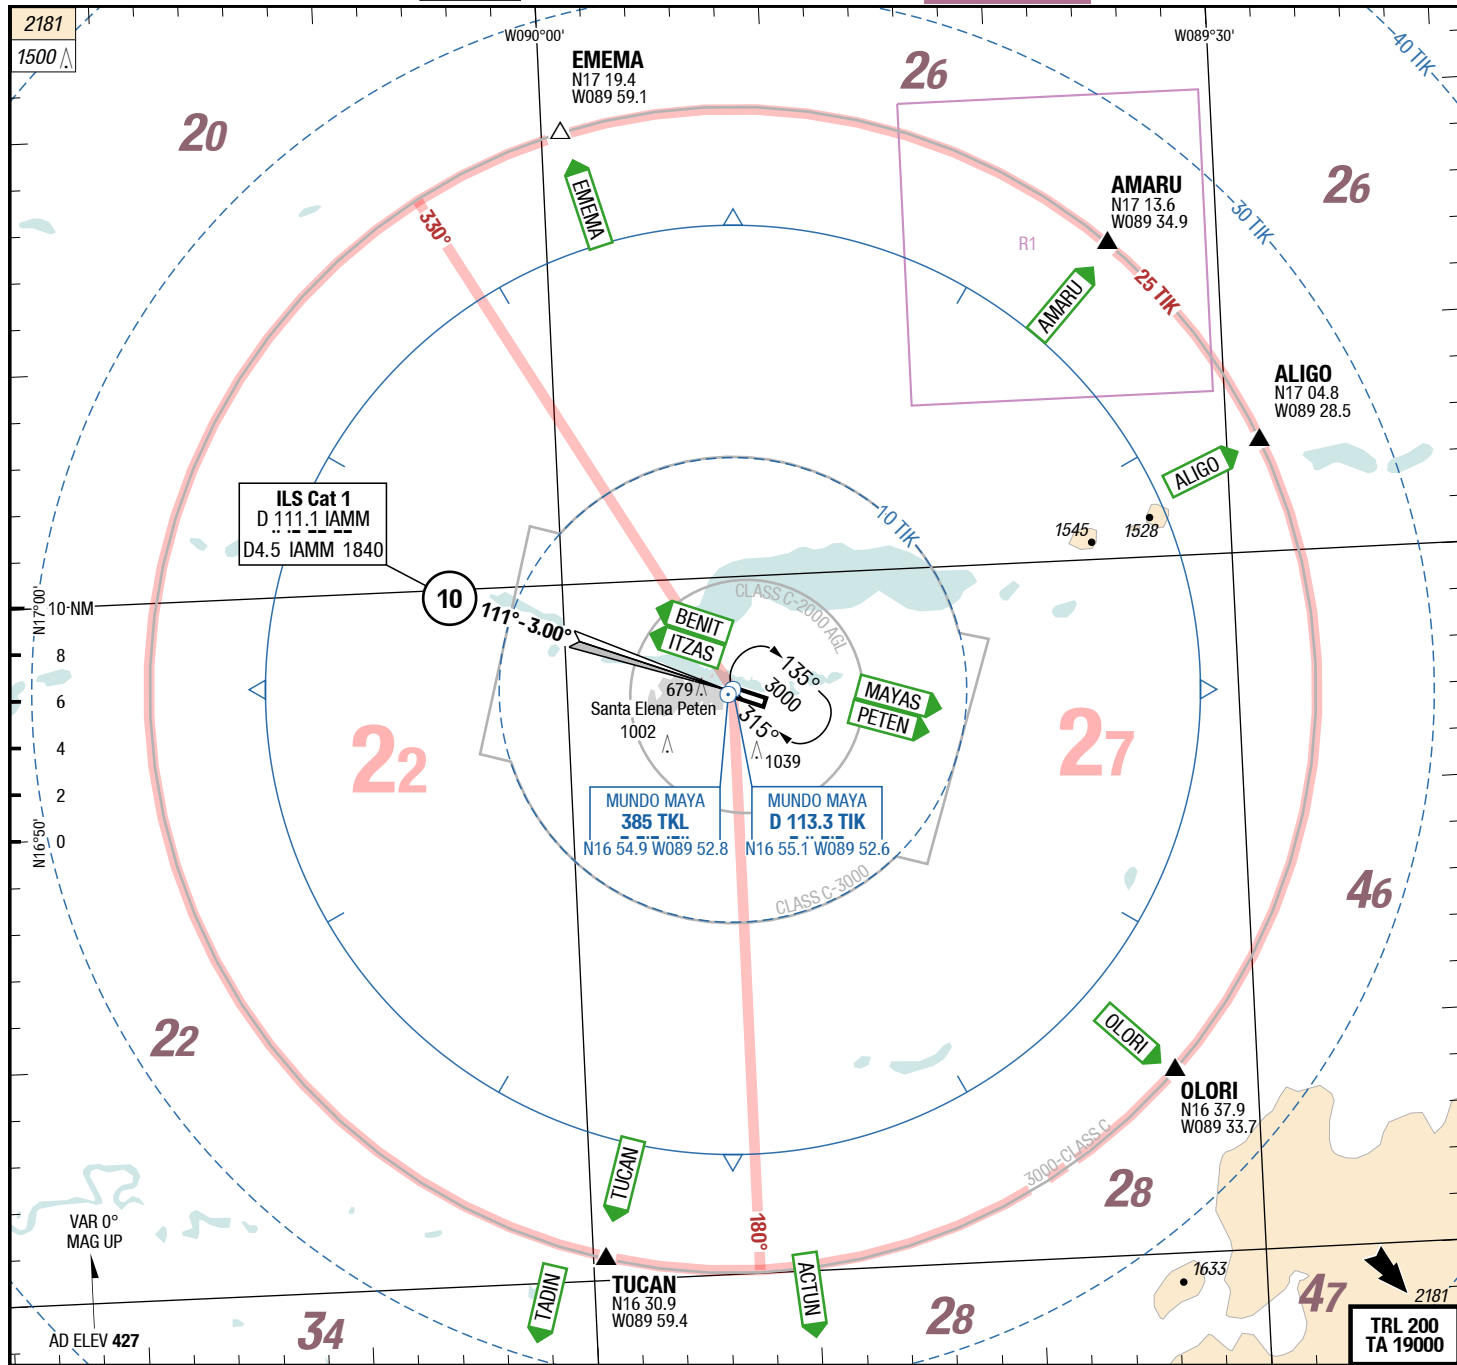 2181
1500
W090°00'
W089°30'
40 TIK
EMEMA
N17 19.4
W089 59.1
26
20
26
AMARU
N17 13.6
W089 34.9
30 TIK
EMEMA
330°
R1
AMARU
25 TIK
ALIGO
N17 04.8
W089 28.5
ALIGO
ILS Cat 1
D 111.1 IAMM
D4.5 IAMM 1840
10 TIK
1545
1528
N17°00'
10-NM
8
6
4
2
0
N16°50'
10
111°-3.00°
CLASS C-2000 AGL
BENIT
ITZAS
135°
3000
315°
MAYAS
PETEN
679
Santa Elena Peten
1002
1039
22
27
MUNDO MAYA
385 TKL
N16 54.9 W089 52.8
MUNDO MAYA
D 113.3 TIK
N16 55.1 W089 52.6
CLASS C-3000
46
22
OLORI
OLORI
N16 37.9
W089 33.7
3000-CLASS C
28
TUCAN
180°
VAR 0°
MAG UP
TADIN
TUCAN
N16 30.9
W089 59.4
ACTUN
1633
47
2181
34
28
AD ELEV 427
TRL 200
TA 19000